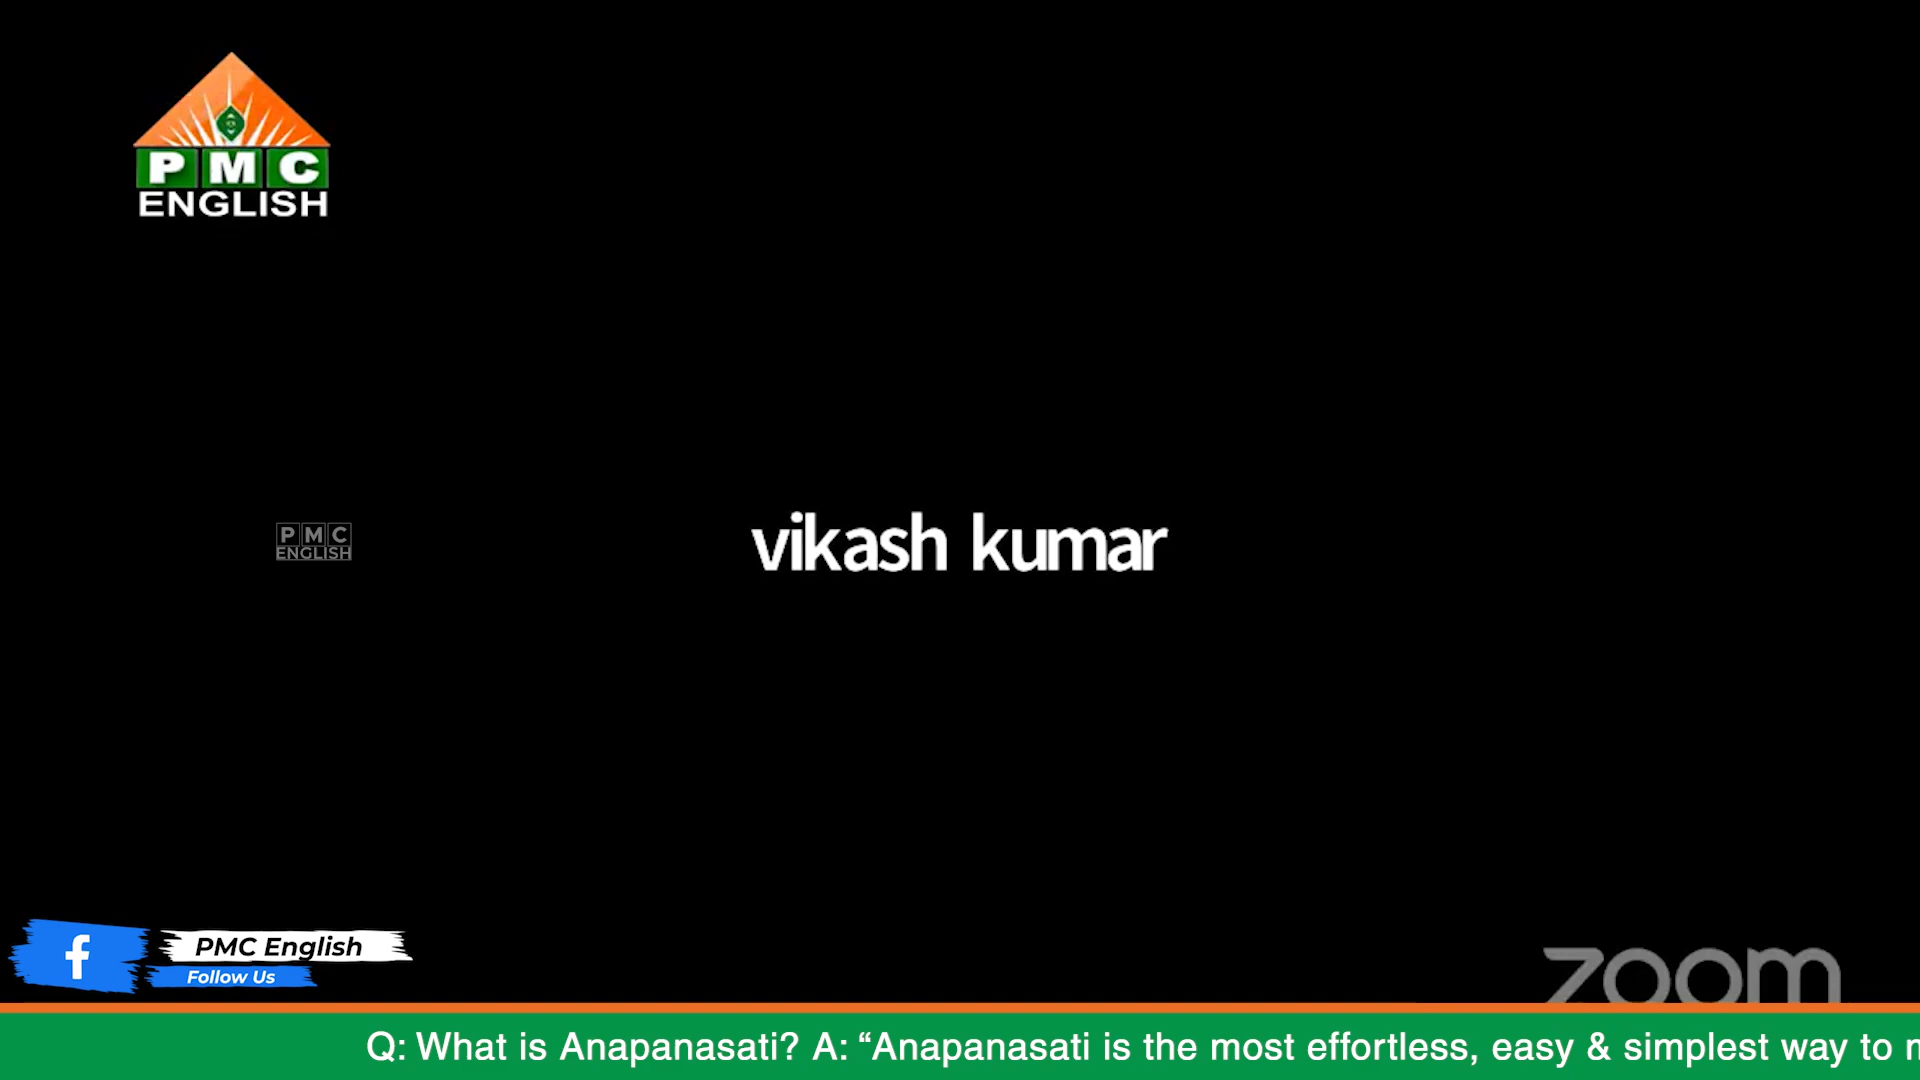 PMC
ENGLISH
PMC
ENGLISH
vikash kumar
PMC English
Follow Us
zoom
Q: What is Anapanasati? A: “Anapanasati is the most effortless, easy & simplest way to